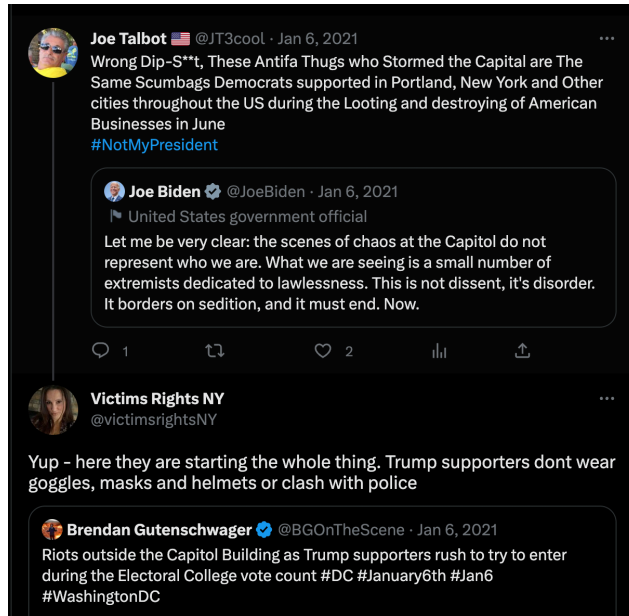 Joe Talbot 🇺🇸 @JT3cool · Jan 6, 2021
Wrong Dip-S**t, These Antifa Thugs who Stormed the Capital are The
Same Scumbags Democrats supported in Portland, New York and Other
cities throughout the US during the Looting and destroying of American
Businesses in June
#NotMyPresident
Joe Biden @JoeBiden · Jan 6, 2021
United States government official
Let me be very clear: the scenes of chaos at the Capitol do not
represent who we are. What we are seeing is a small number of
extremists dedicated to lawlessness. This is not dissent, it's disorder.
It borders on sedition, and it must end. Now.
1 2
Victims Rights NY
@victimsrightsNY
Yup - here they are starting the whole thing. Trump supporters dont wear
goggles, masks and helmets or clash with police
Brendan Gutenschwager @BGOnTheScene · Jan 6, 2021
Riots outside the Capitol Building as Trump supporters rush to try to enter
during the Electoral College vote count #DC #January6th #Jan6
#WashingtonDC